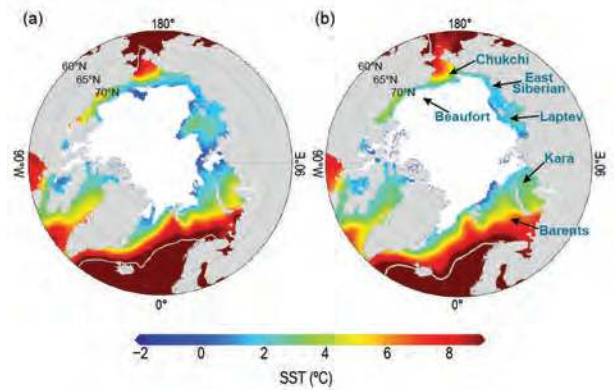 (a)
180°
60°N
65°N
70°N
90°W
90°E
0°
(b)
180°
Chukchi
East
Siberian
60°N
65°N
70°N
Beaufort
Laptev
Kara
90°W
90°E
Barents
0°
−2 0 2 4 6 8
SST (°C)